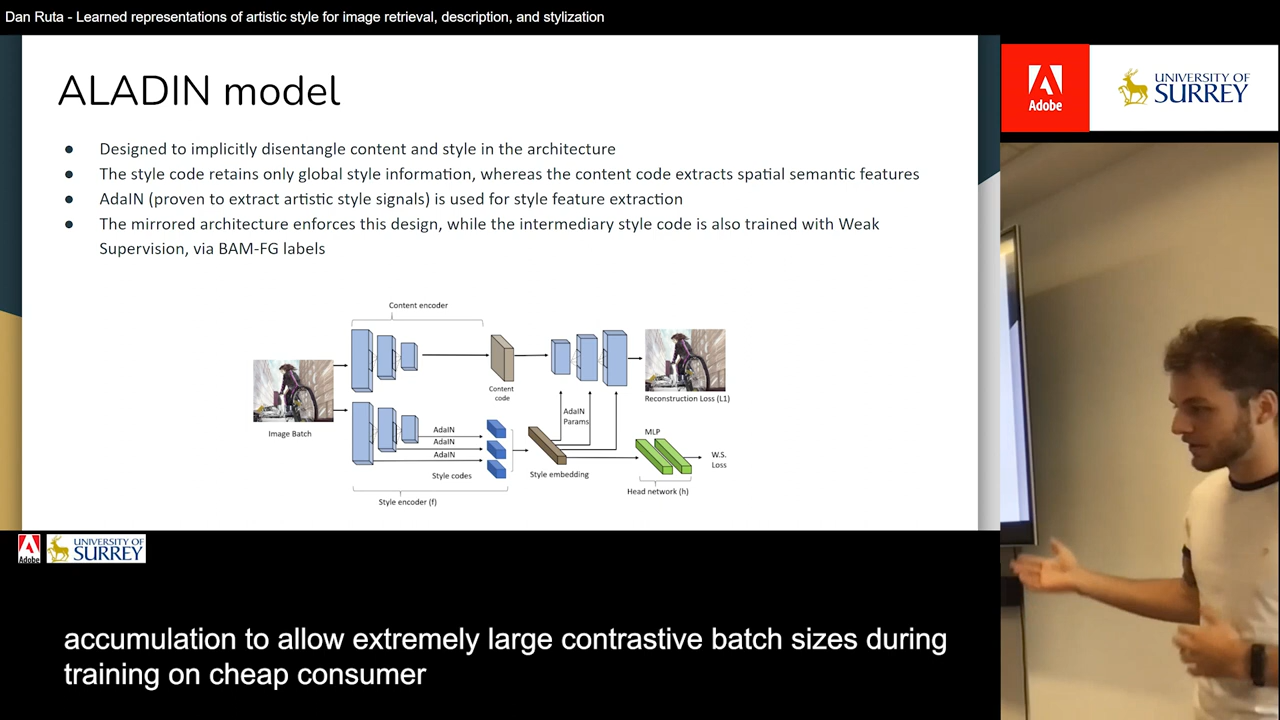 Dan Ruta - Learned representations of artistic style for image retrieval, description, and stylization
ALADIN model
● Designed to implicitly disentangle content and style in the architecture
● The style code retains only global style information, whereas the content code extracts spatial semantic features
● AdaIN (proven to extract artistic style signals) is used for style feature extraction
● The mirrored architecture enforces this design, while the intermediary style code is also trained with Weak
Supervision, via BAM-FG labels
Content encoder
Image Batch
Content
code
Reconstruction Loss (L1)
AdaIN
Params
AdaIN
AdaIN
AdaIN
Style codes
Style embedding
MLP
W.S.
Loss
Head network (h)
Style encoder (f)
Adobe
UNIVERSITY OF
SURREY
Adobe
UNIVERSITY OF
SURREY
accumulation to allow extremely large contrastive batch sizes during
training on cheap consumer